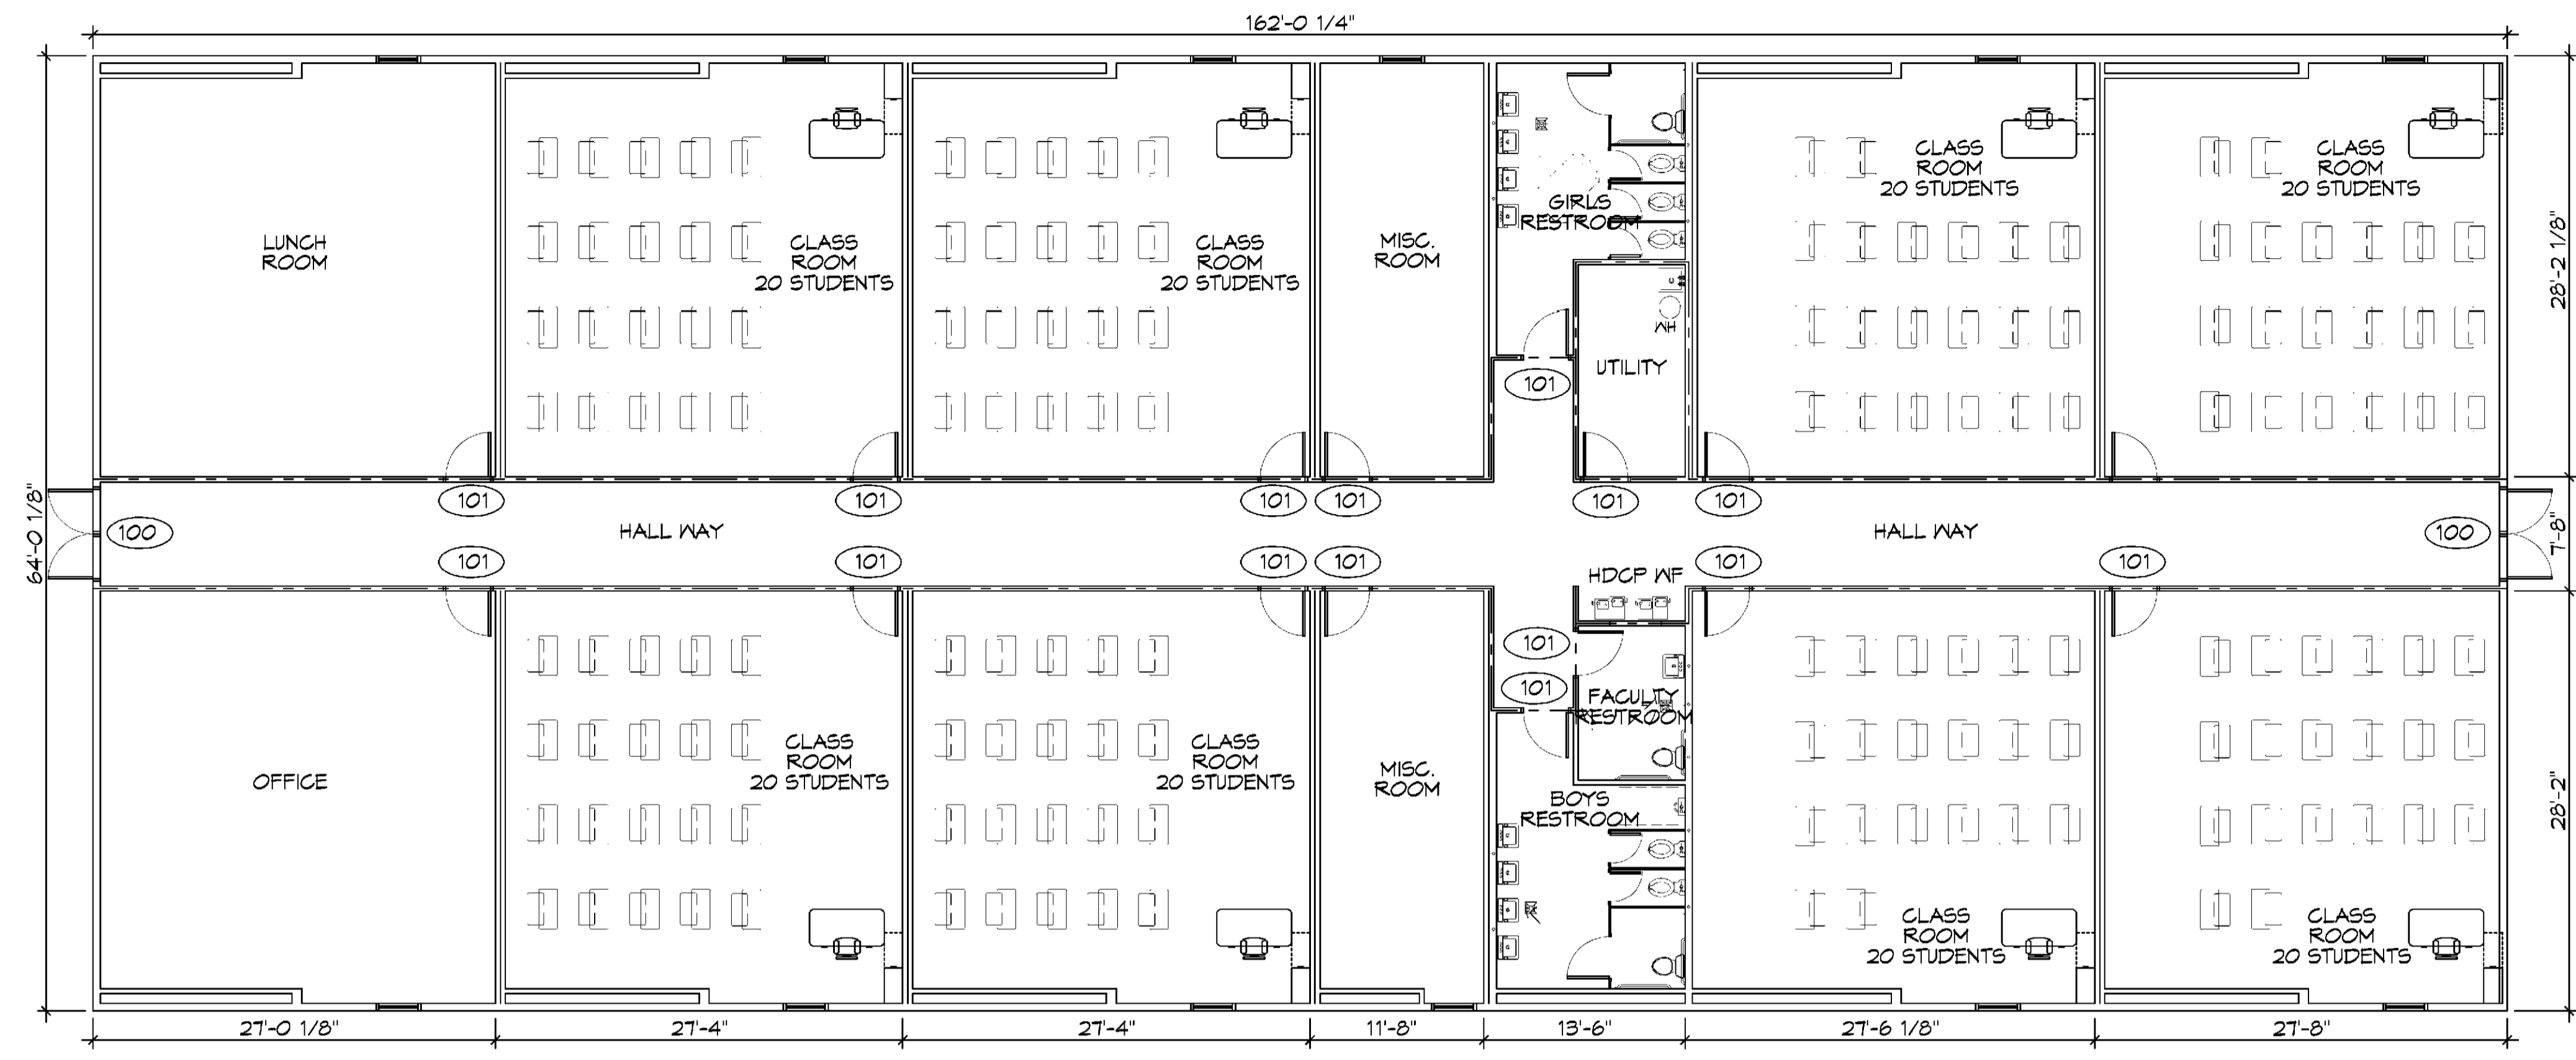 162'-0 1/4"
CLASS
ROOM
20 STUDENTS
CLASS
ROOM
20 STUDENTS
LUNCH
ROOM
CLASS
ROOM
20 STUDENTS
CLASS
ROOM
20 STUDENTS
MISC.
ROOM
GIRLS
RESTROOM
28'-2 1/8"
WH
UTILITY
101
101
101
101
101
101
101
64'-0 1/8"
100
HALL WAY
HALL WAY
100
7'-8"
101
101
101
101
101
101
HDCP WF
101
101
FACULTY
RESTROOM
OFFICE
CLASS
ROOM
20 STUDENTS
CLASS
ROOM
20 STUDENTS
MISC.
ROOM
BOYS
RESTROOM
28'-2"
CLASS
ROOM
20 STUDENTS
CLASS
ROOM
20 STUDENTS
27'-0 1/8"
27'-4"
27'-4"
11'-8"
13'-6"
27'-6 1/8"
27'-8"